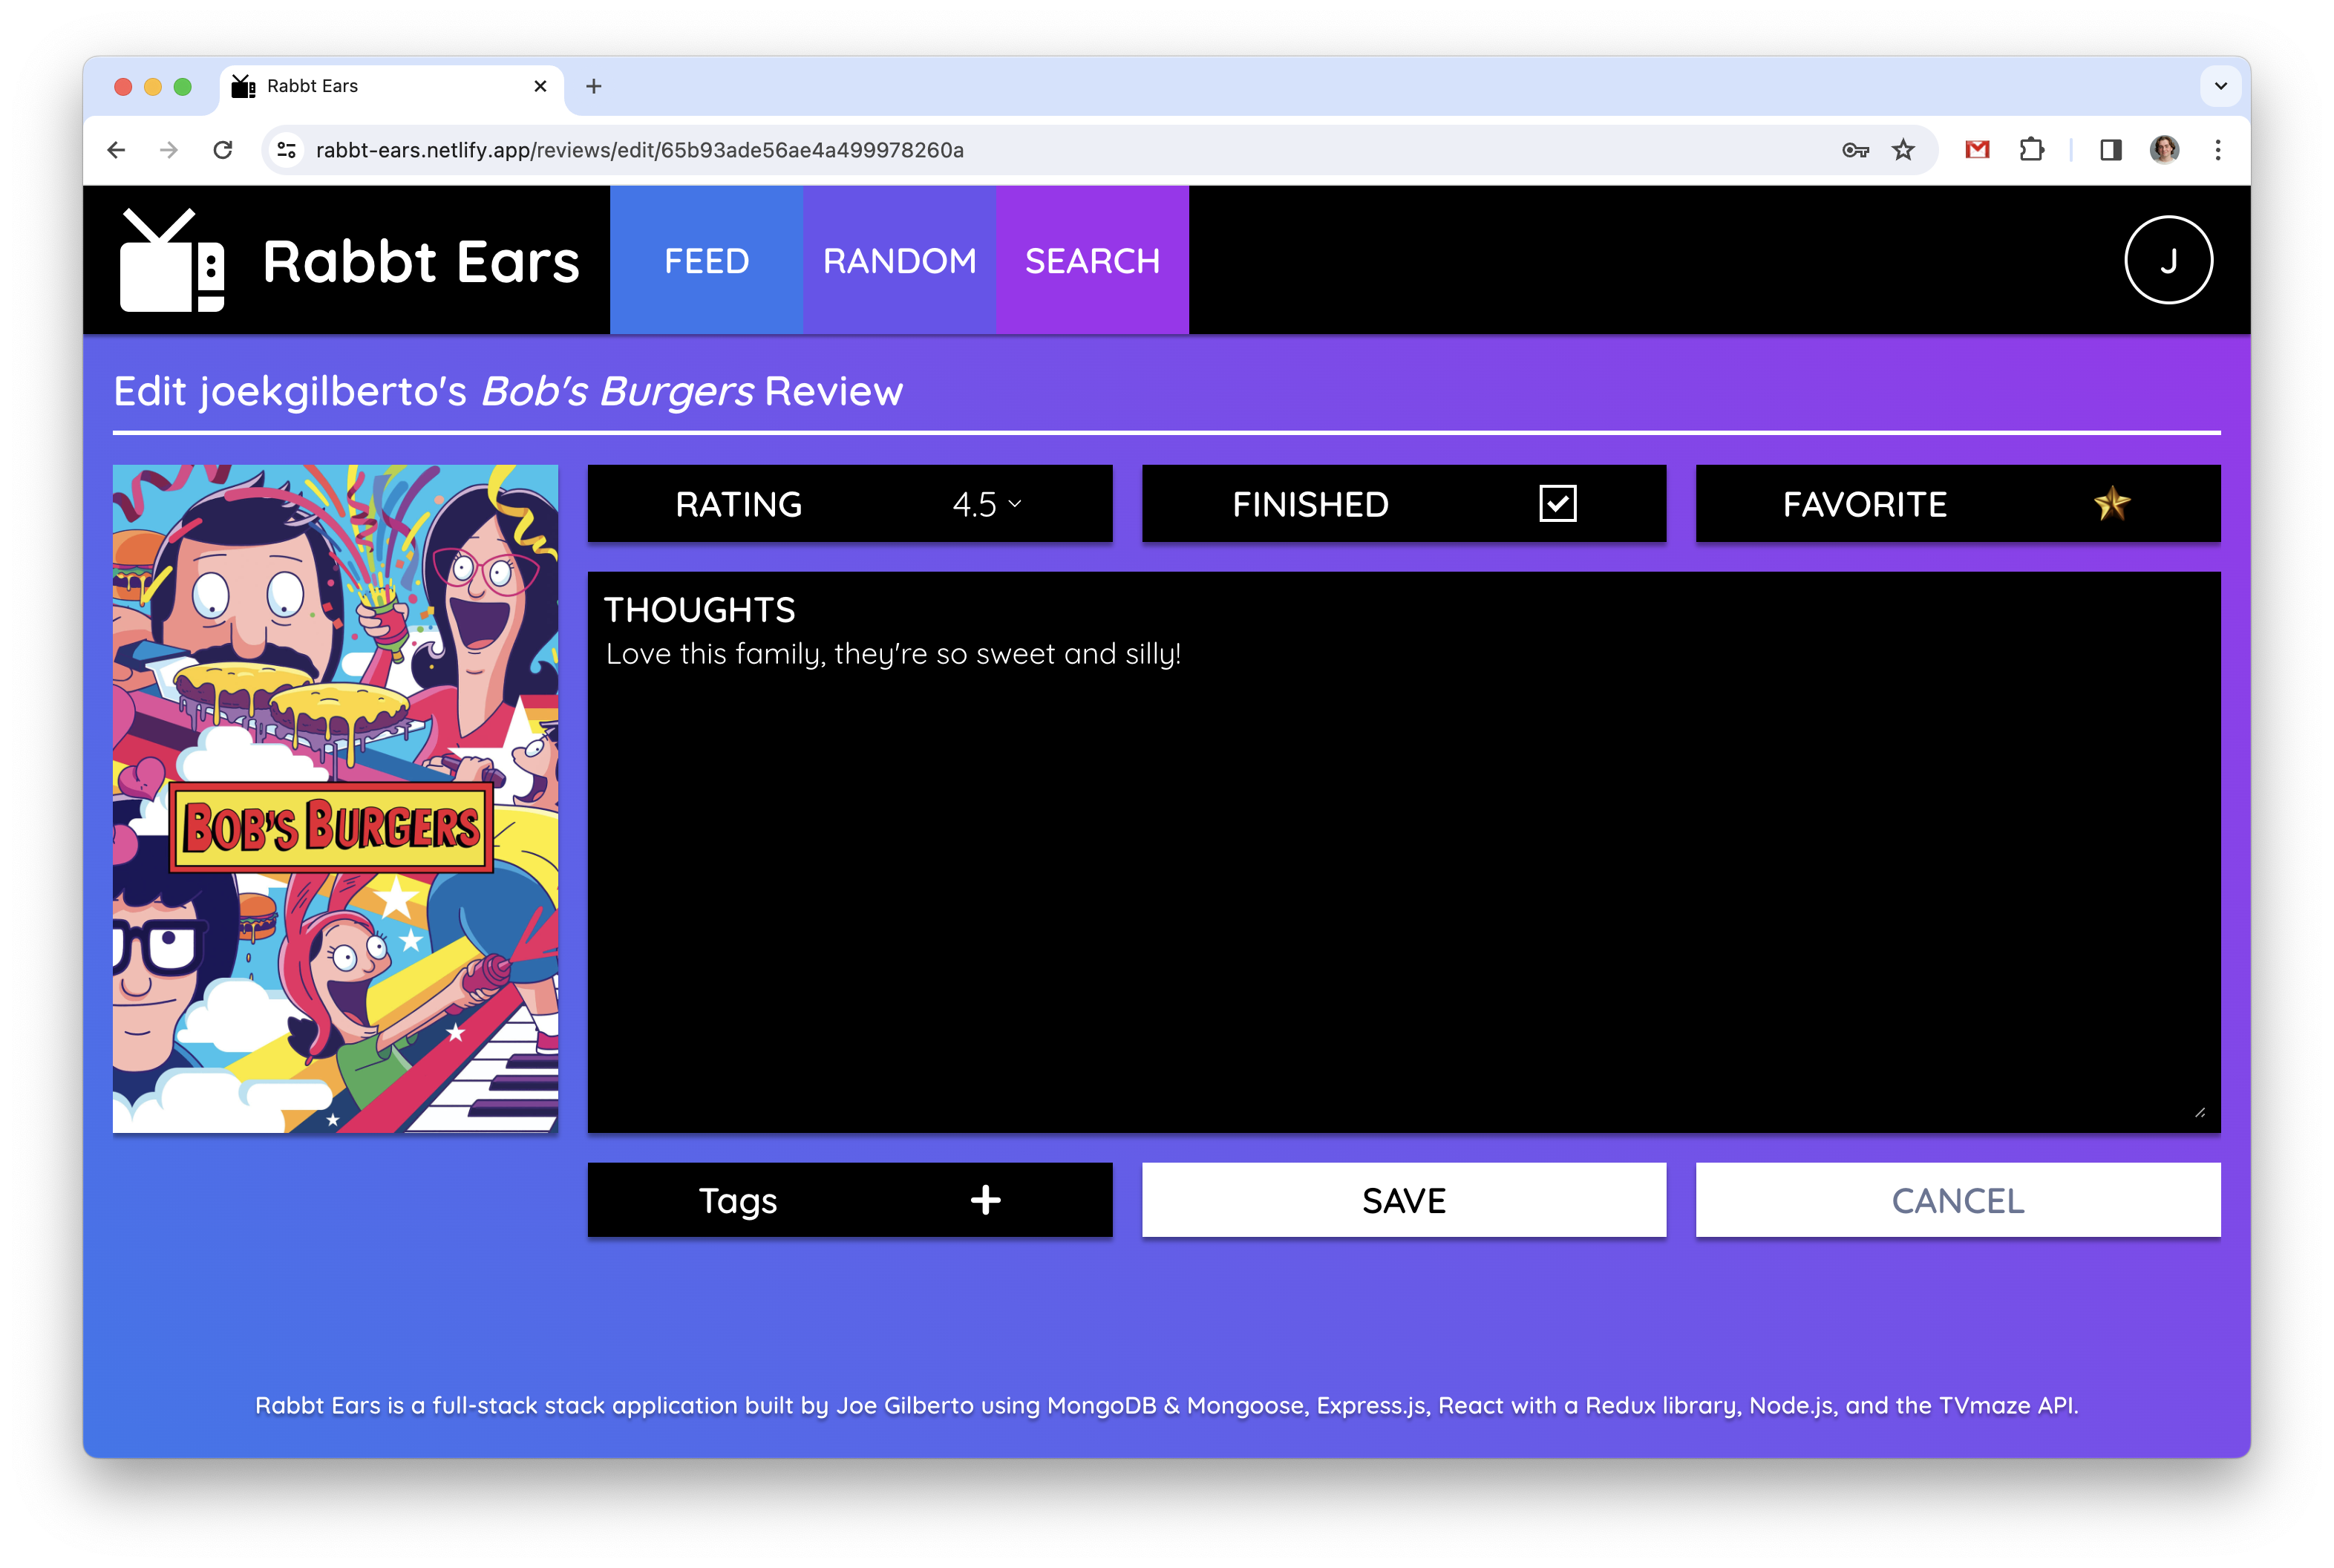 Rabbt Ears
rabbt-ears.netlify.app/reviews/edit/65b93ade56ae4a499978260a
Rabbt Ears
FEED
RANDOM
SEARCH
J
Edit joekgilberto's Bob's Burgers Review
RATING
4.5
FINISHED
FAVORITE
BOB'S BURGERS
THOUGHTS
Love this family, they're so sweet and silly!
Tags
+
SAVE
CANCEL
Rabbt Ears is a full-stack stack application built by Joe Gilberto using MongoDB & Mongoose, Express.js, React with a Redux library, Node.js, and the TVmaze API.